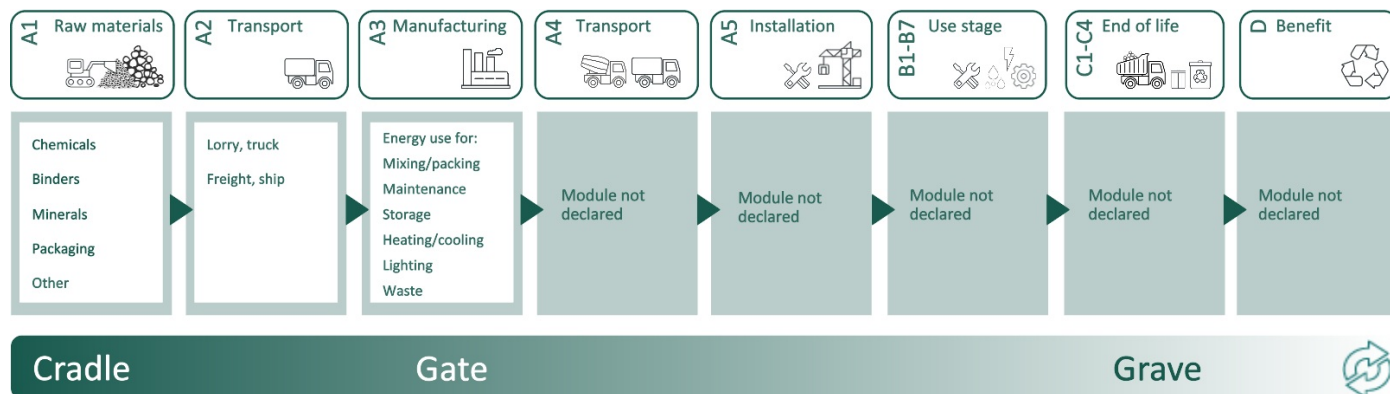 A1 Raw materials
A2 Transport
A3 Manufacturing
A4 Transport
A5 Installation
B1-B7 Use stage
C1-C4 End of life
D Benefit
Chemicals
Binders
Minerals
Packaging
Other
Lorry, truck
Freight, ship
Energy use for:
Mixing/packing
Maintenance
Storage
Heating/cooling
Lighting
Waste
Module not
declared
Module not
declared
Module not
declared
Module not
declared
Module not
declared
Cradle
Gate
Grave